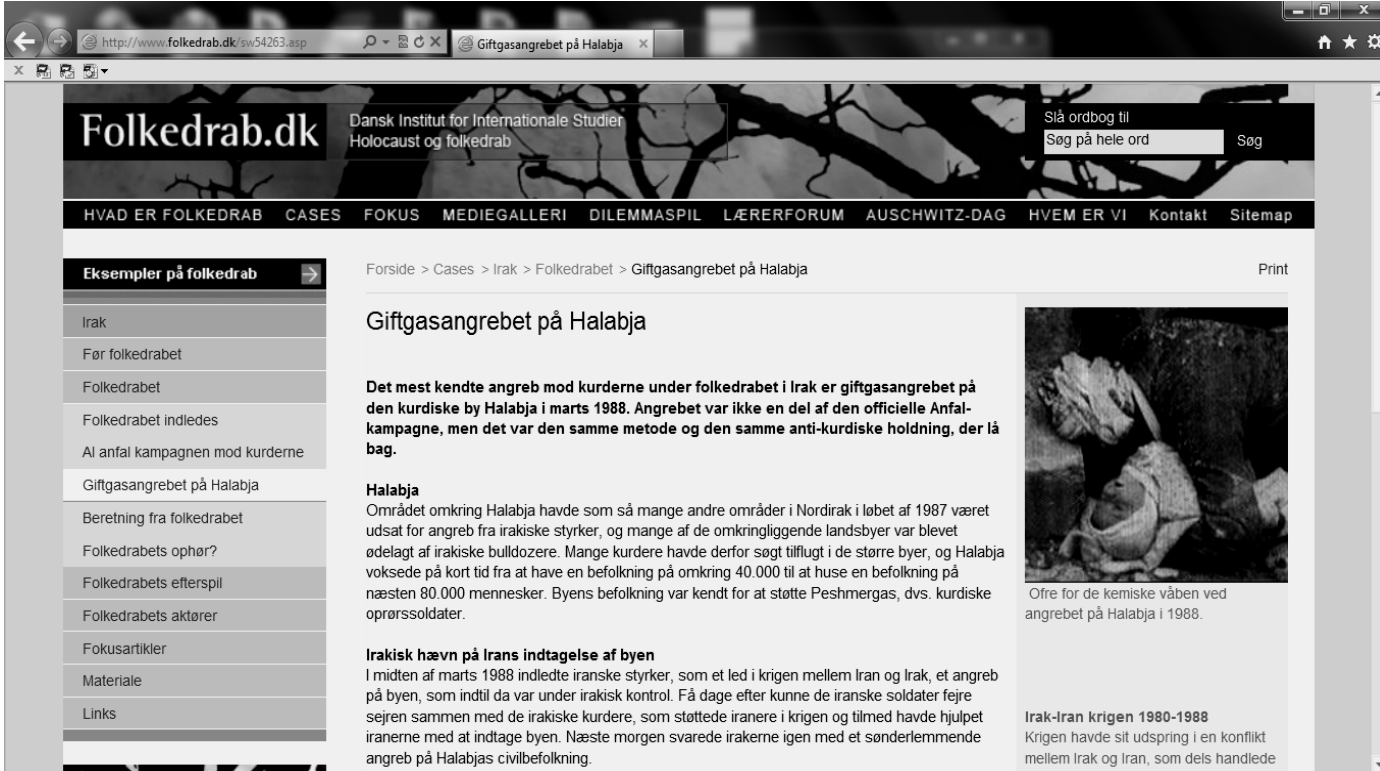 http://www.folkedrab.dk/sw54263.asp
Giftgasangrebet på Halabja
Folkedrab.dk
Dansk Institut for Internationale Studier
Holocaust og folkedrab
Slå ordbog til
Søg på hele ord
Søg
HVAD ER FOLKEDRAB CASES FOKUS MEDIEGALLERI DILEMMASPIL LÆRERFORUM AUSCHWITZ-DAG HVEM ER VI Kontakt Sitemap
Eksempler på folkedrab
Irak
Før folkedrabet
Folkedrabet
Folkedrabet indledes
Al anfal kampagnen mod kurderne
Giftgasangrebet på Halabja
Beretning fra folkedrabet
Folkedrabets ophør?
Folkedrabets efterspil
Folkedrabets aktører
Fokusartikler
Materiale
Links
Forside > Cases > Irak > Folkedrabet > Giftgasangrebet på Halabja
Print
Giftgasangrebet på Halabja
Det mest kendte angreb mod kurderne under folkedrabet i Irak er giftgasangrebet på
den kurdiske by Halabja i marts 1988. Angrebet var ikke en del af den officielle Anfal-
kampagne, men det var den samme metode og den samme anti-kurdiske holdning, der lå
bag.
Halabja
Området omkring Halabja havde som så mange andre områder i Nordirak i løbet af 1987 været
udsat for angreb fra irakiske styrker, og mange af de omkringliggende landsbyer var blevet
ødelagt af irakiske bulldozere. Mange kurdere havde derfor søgt tilflugt i de større byer, og Halabja
voksede på kort tid fra at have en befolkning på omkring 40.000 til at huse en befolkning på
næsten 80.000 mennesker. Byens befolkning var kendt for at støtte Peshmergas, dvs. kurdiske
oprørssoldater.
Irakisk hævn på Irans indtagelse af byen
I midten af marts 1988 indledte iranske styrker, som et led i krigen mellem Iran og Irak, et angreb
på byen, som indtil da var under irakisk kontrol. Få dage efter kunne de iranske soldater fejre
sejren sammen med de irakiske kurdere, som støttede iranere i krigen og tilmed havde hjulpet
iranerne med at indtage byen. Næste morgen svarede irakerne igen med et sønderlemmende
angreb på Halabjas civilbefolkning.
Ofre for de kemiske våben ved
angrebet på Halabja i 1988.
Irak-Iran krigen 1980-1988
Krigen havde sit udspring i en konflikt
mellem Irak og Iran, som dels handlede